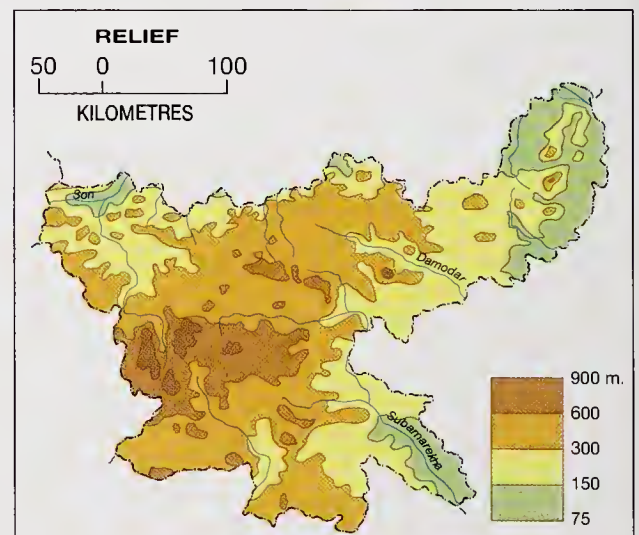 RELIEF
50 0 100
KILOMETRES
Son
Damodar
Subarnarekha
900 m.
600
300
150
75